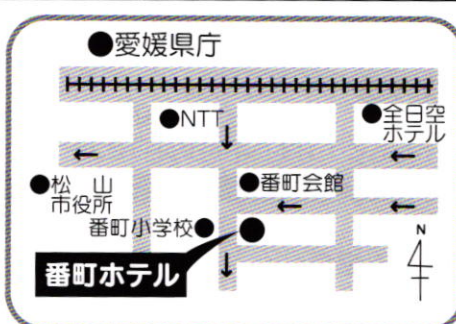 ●愛媛県庁
●NTT
●全日空
ホテル
●松山
市役所
●番町会館
番町小学校●
番町ホテル
N